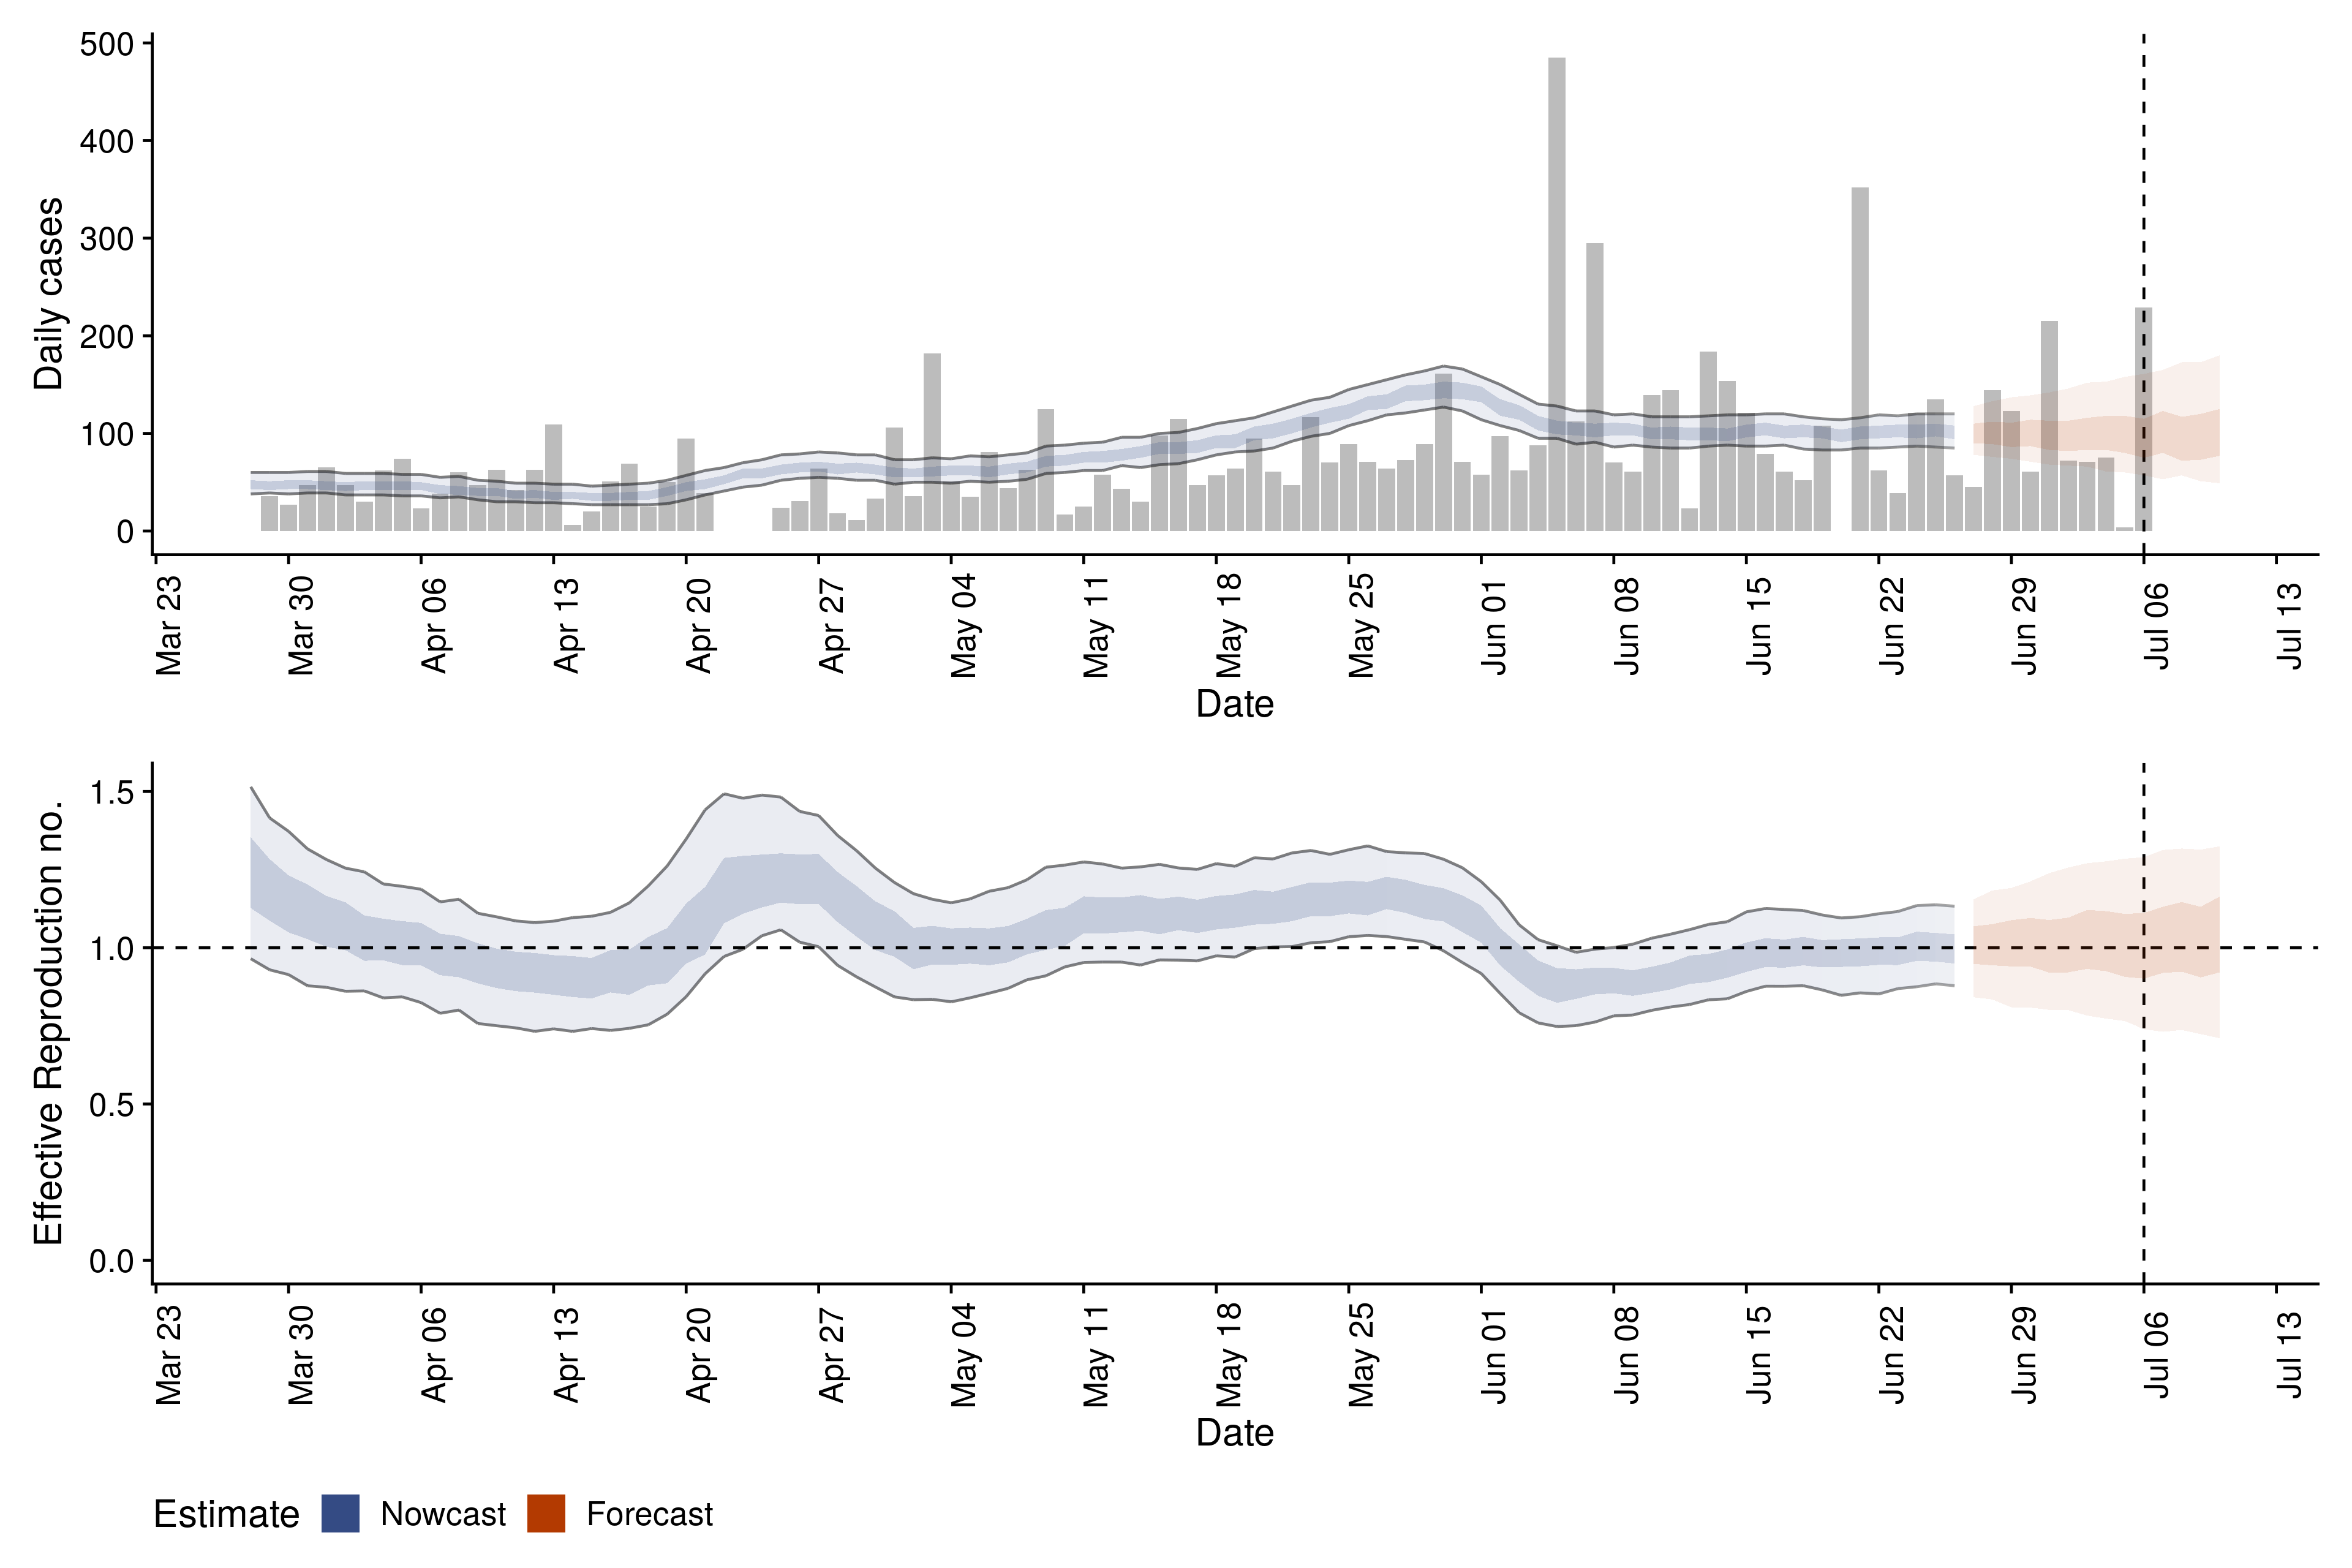 500
400
300
200
100
0
Daily cases
Mar 23
Mar 30
Apr 06
Apr 13
Apr 20
Apr 27
May 04
May 11
May 18
May 25
Jun 01
Jun 08
Jun 15
Jun 22
Jun 29
Jul 06
Jul 13
Date
1.5
1.0
0.5
0.0
Effective Reproduction no.
Mar 23
Mar 30
Apr 06
Apr 13
Apr 20
Apr 27
May 04
May 11
May 18
May 25
Jun 01
Jun 08
Jun 15
Jun 22
Jun 29
Jul 06
Jul 13
Date
Estimate Nowcast Forecast